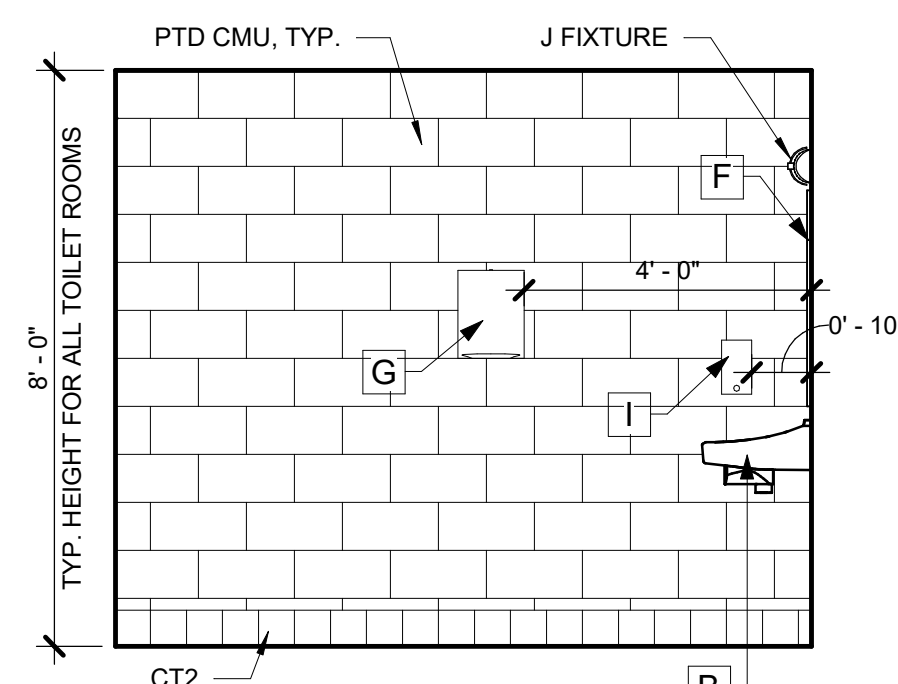 PTD CMU, TYP.
J FIXTURE
8' - 0"
TYP. HEIGHT FOR ALL TOILET ROOMS
F
4' - 0"
0' - 10
G
I
CT2